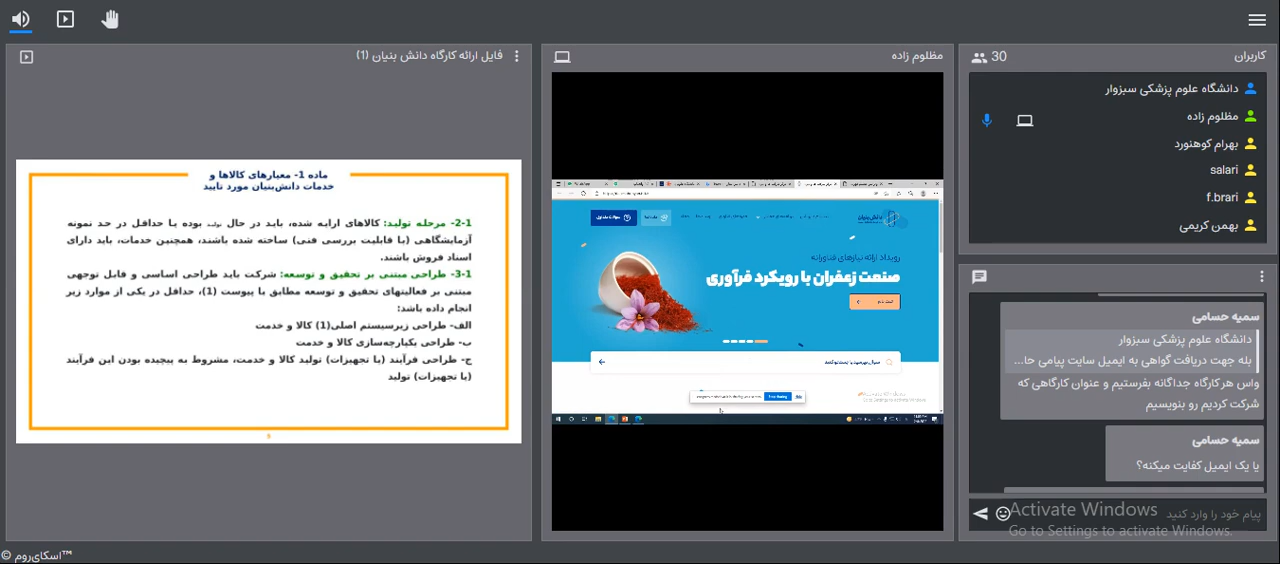 فایل ارائه کارگاه دانش بنیان (1)
ماده 1- معیارهای کالاها و
خدمات دانش‌بنیان مورد تایید
2-1- مرحله تولید: کالاهای ارایه شده، باید در حال تولید بوده یا حداقل در حد نمونه
آزمایشگاهی (با قابلیت بررسی فنی) ساخته شده باشند، همچنین خدمات، باید دارای
اسناد فروش باشند.
3-1- طراحی مبتنی بر تحقیق و توسعه: شرکت باید طراحی اساسی و قابل توجهی
مبتنی بر فعالیتهای تحقیق و توسعه مطابق با پیوست (1)، حداقل در یکی از موارد زیر
انجام داده باشد:
الف- طراحی زیرسیستم اصلی(1) کالا و خدمت
ب- طراحی یکپارچه‌سازی کالا و خدمت
ج- طراحی فرآیند (یا تجهیزات) تولید کالا و خدمت، مشروط به پیچیده بودن این فرآیند
(یا تجهیزات) تولید
مظلوم زاده
دانش بنیان
رویداد ارائه نیازهای فناورانه
صنعت زعفران با رویکرد فرآوری
ثبت نام
Activate Windows
کاربران
30
دانشگاه علوم پزشکی سبزوار
مظلوم زاده
بهرام کوهنورد
salari
f.brari
بهمن کریمی
سمیه حسامی
دانشگاه علوم پزشکی سبزوار
بله جهت دریافت گواهی به ایمیل سایت پیامی حا...
واس هر کارگاه جداگانه بفرستیم و عنوان کارگاهی که
شرکت کردیم رو بنویسیم
سمیه حسامی
یا یک ایمیل کفایت میکنه؟
پیام خود را وارد کنید
Activate Windows
Go to Settings to activate Windows.
© اسکای‌روم™